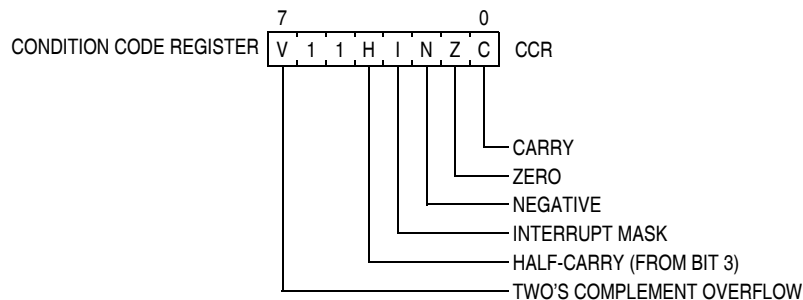 7 0
CONDITION CODE REGISTER V 1 1 H I N Z C CCR
CARRY
ZERO
NEGATIVE
INTERRUPT MASK
HALF-CARRY (FROM BIT 3)
TWO'S COMPLEMENT OVERFLOW